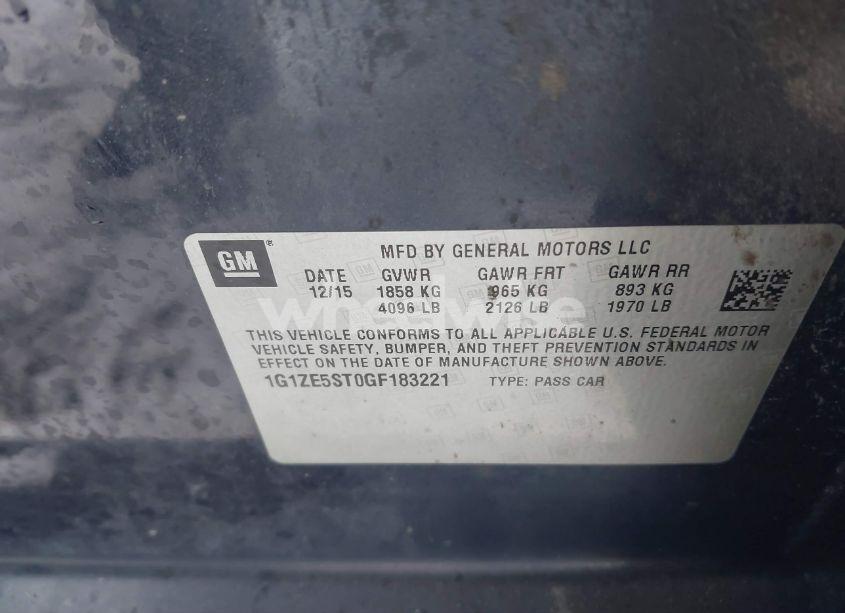 GM®
MFD BY GENERAL MOTORS LLC
DATE GVWR GAWR FRT GAWR RR
12/15 1858 KG 965 KG 893 KG
4096 LB 2126 LB 1970 LB
THIS VEHICLE CONFORMS TO ALL APPLICABLE U.S. FEDERAL MOTOR
VEHICLE SAFETY, BUMPER, AND THEFT PREVENTION STANDARDS IN
EFFECT ON THE DATE OF MANUFACTURE SHOWN ABOVE.
1G1ZE5ST0GF183221 TYPE: PASS CAR
wheelwise